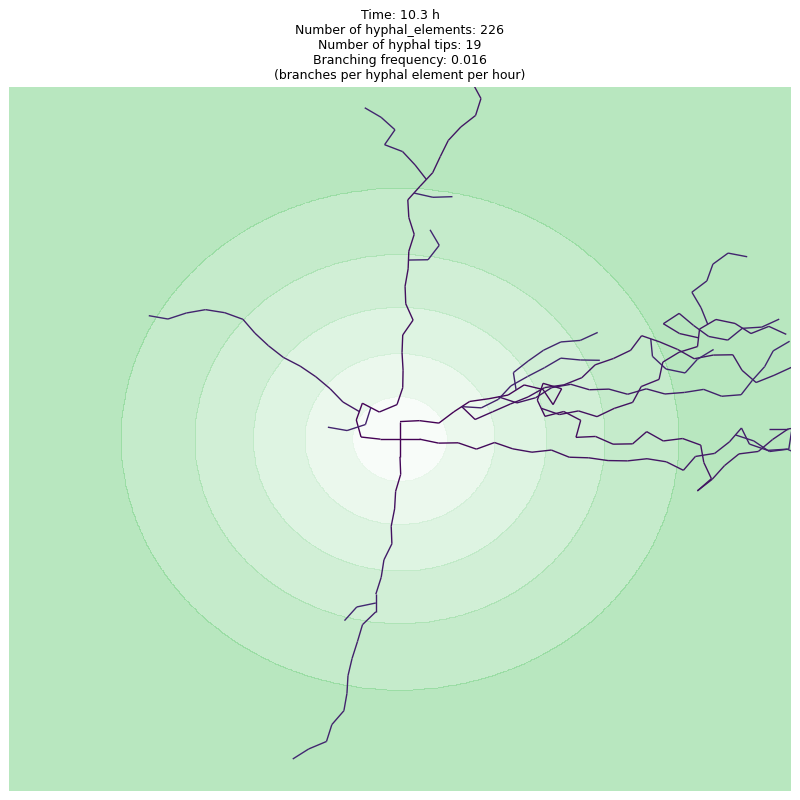 Time: 10.3 h
Number of hyphal_elements: 226
Number of hyphal tips: 19
Branching frequency: 0.016
(branches per hyphal element per hour)